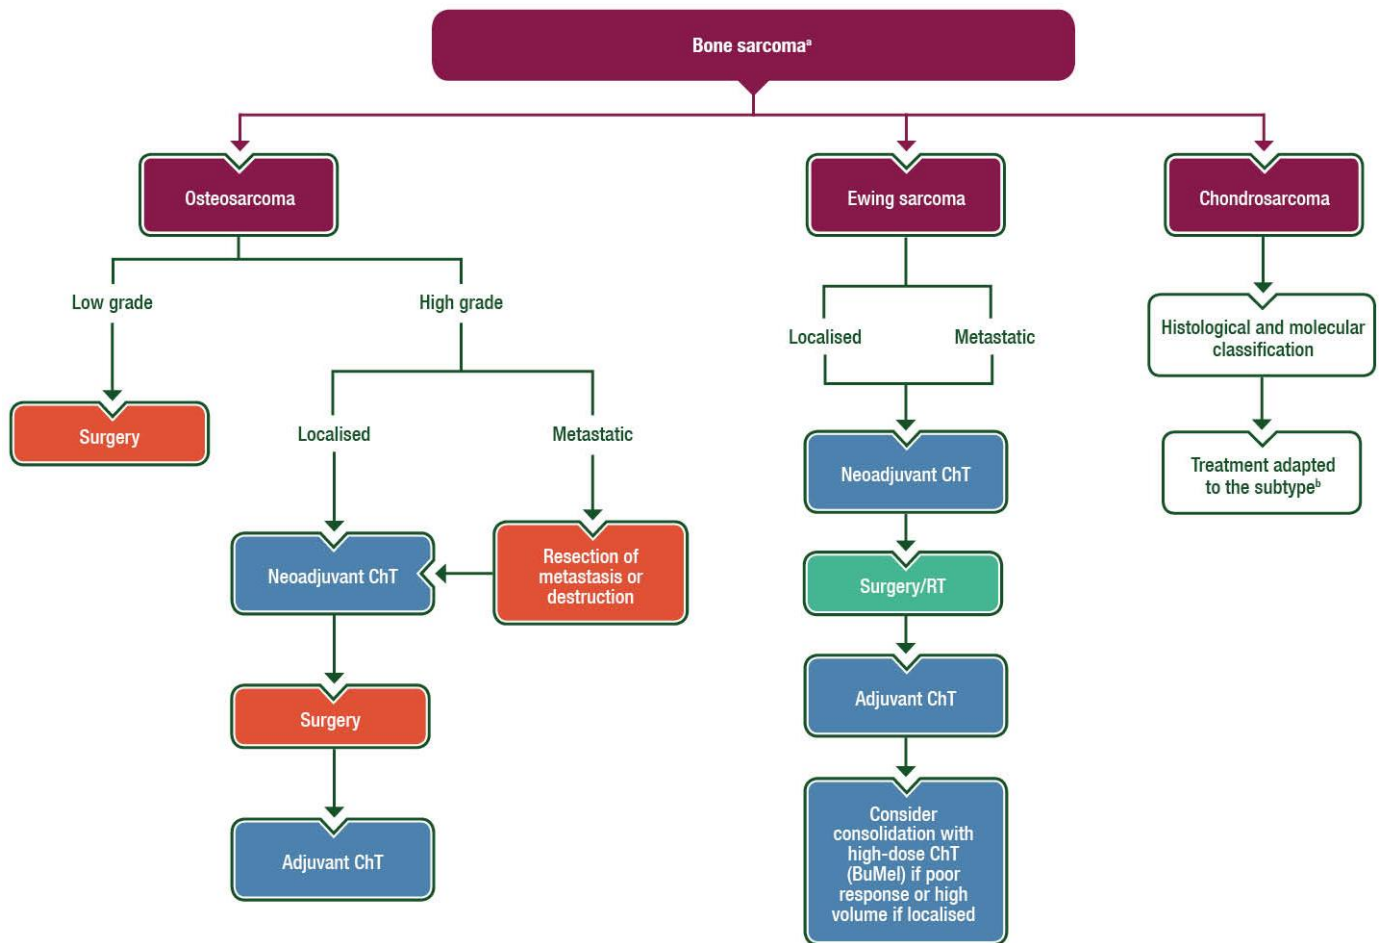 Bone sarcomaᵃ
Osteosarcoma
Ewing sarcoma
Chondrosarcoma
Low grade
High grade
Localised
Metastatic
Histological and molecular
classification
Surgery
Localised
Metastatic
Neoadjuvant ChT
Treatment adapted
to the subtypeᵇ
Neoadjuvant ChT
Resection of
metastasis or
destruction
Surgery/RT
Surgery
Adjuvant ChT
Adjuvant ChT
Consider
consolidation with
high-dose ChT
(BuMel) if poor
response or high
volume if localised